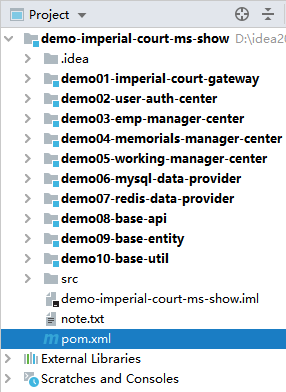 Project
demo-imperial-court-ms-show D:\idea20
.idea
demo01-imperial-court-gateway
demo02-user-auth-center
demo03-emp-manager-center
demo04-memorials-manager-center
demo05-working-manager-center
demo06-mysql-data-provider
demo07-redis-data-provider
demo08-base-api
demo09-base-entity
demo10-base-util
src
demo-imperial-court-ms-show.iml
note.txt
pom.xml
External Libraries
Scratches and Consoles